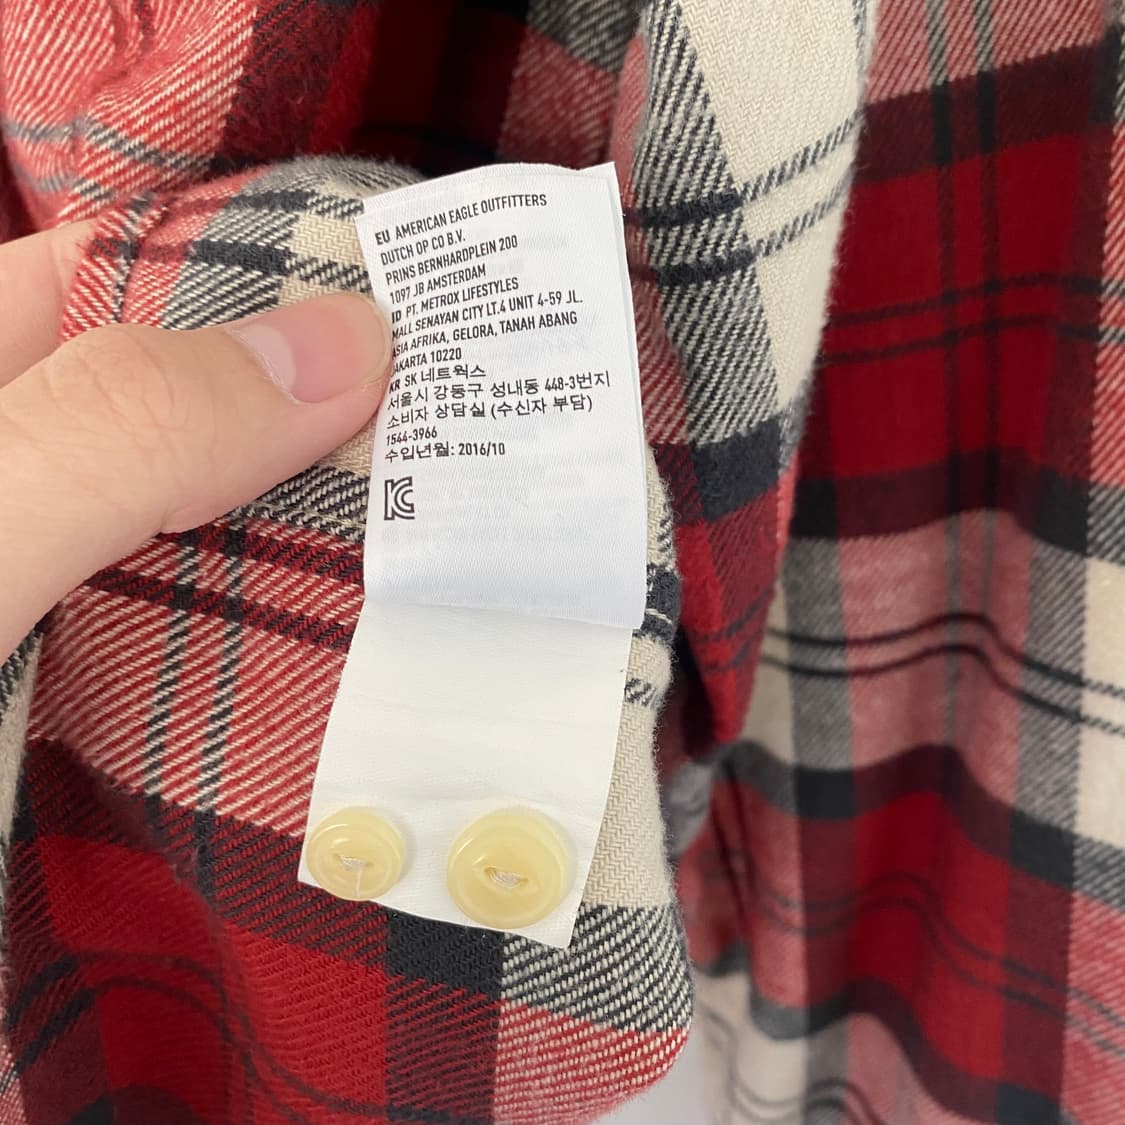 EU AMERICAN EAGLE OUTFITTERS
DUTCH OP CO B.V.
PRINS BERNHARDPLEIN 200
1097 JB AMSTERDAM
ID PT. METROX LIFESTYLES
MALL SENAYAN CITY LT.4 UNIT 4-59 JL.
ASIA AFRIKA, GELORA, TANAH ABANG
JAKARTA 10220
KR SK 네트웍스
서울시 강동구 성내동 448-3번지
소비자 상담실 (수신자 부담)
1544-3966
수입년월: 2016/10